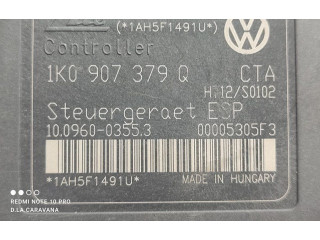 (*1AH5F1491U*)
Controller
1K0 907 379 Q CTA
H 12/S0102
Steuergeraet ESP
10.0960-0355.3 00005305F3
*1AH5F1491U*
MADE IN HUNGARY
REDMI NOTE 10 PRO
D.LA CARAVANA